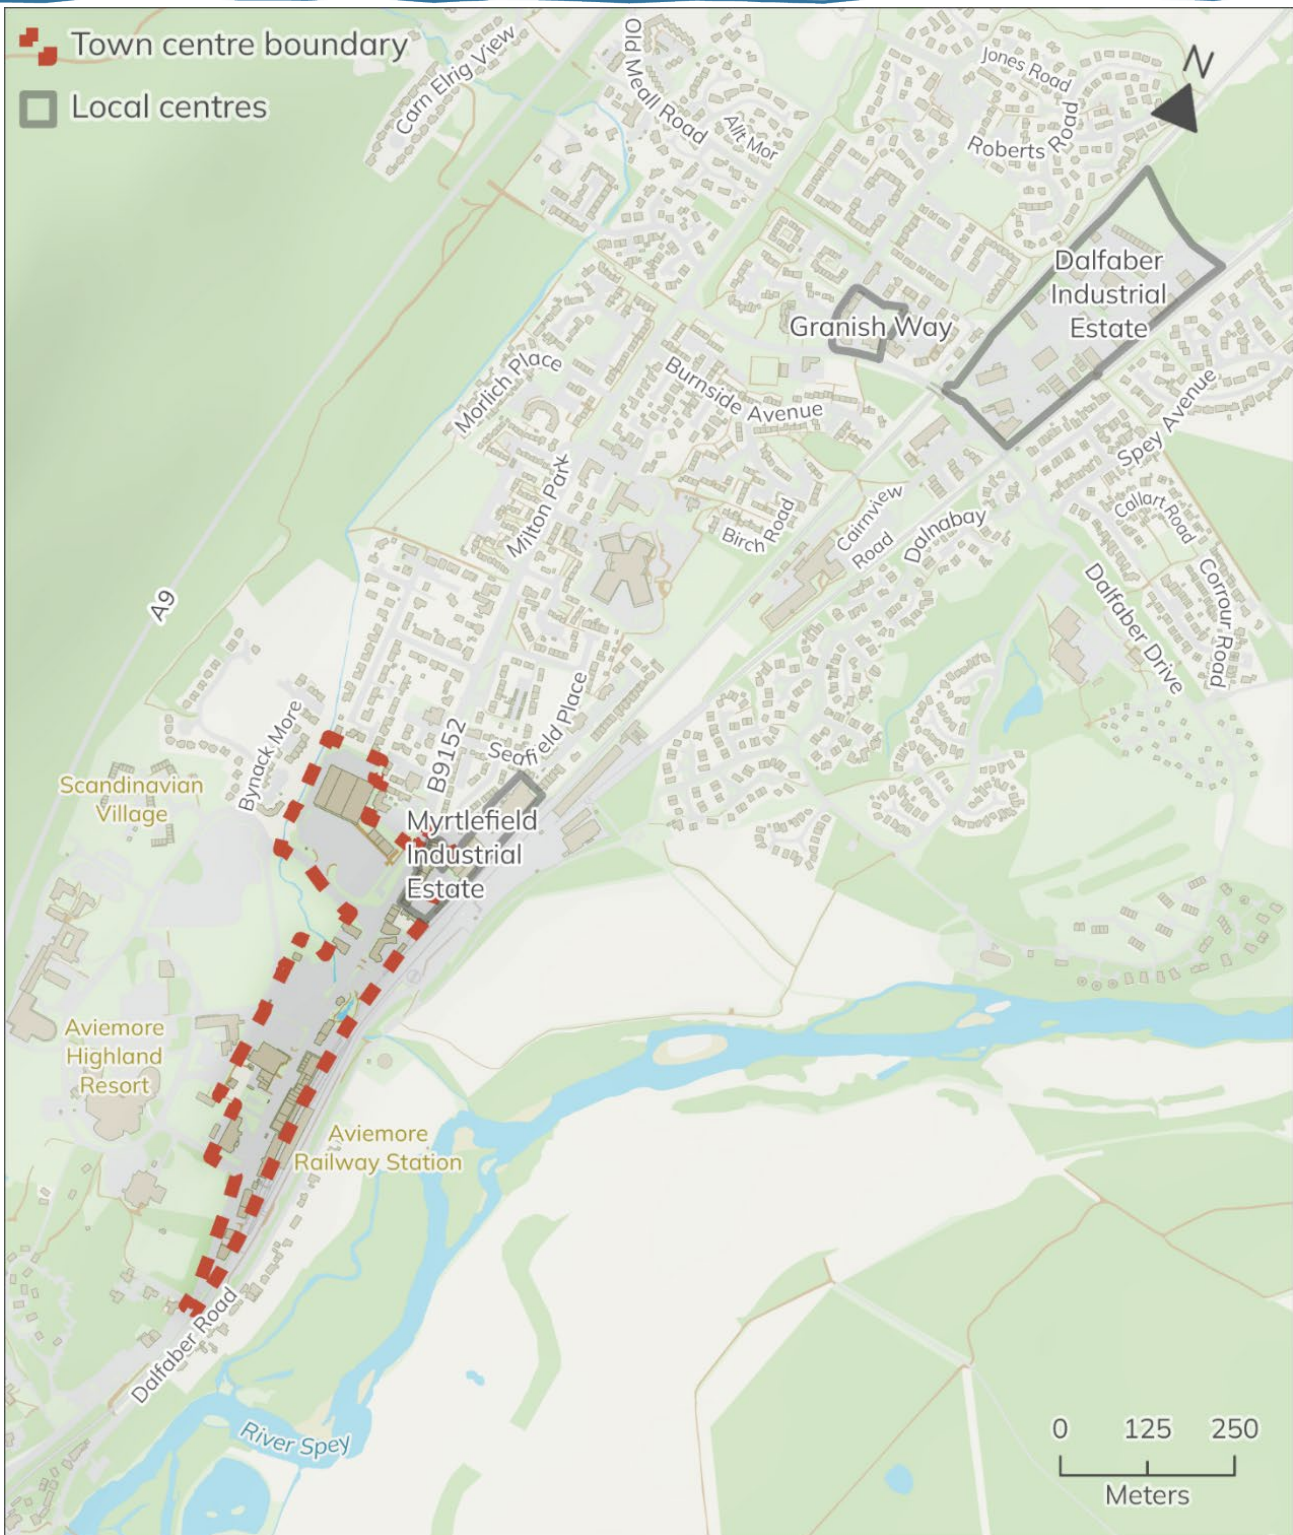 Town centre boundary
Local centres
Carn Elrig View
Old Meall Road
Allt Mor
Jones Road
Roberts Road
N
Dalfaber
Industrial
Estate
Granish Way
Morlich Place
Burnside Avenue
Spey Avenue
Milton Park
Birch Road
Cairnview
Road
Dalnabay
Callart Road
Corrour Road
Dalfaber Drive
A9
Bynack More
B9152
Seafield Place
Scandinavian
Village
Myrtlefield
Industrial
Estate
Aviemore
Highland
Resort
Aviemore
Railway Station
Dalfaber Road
River Spey
0 125 250
Meters